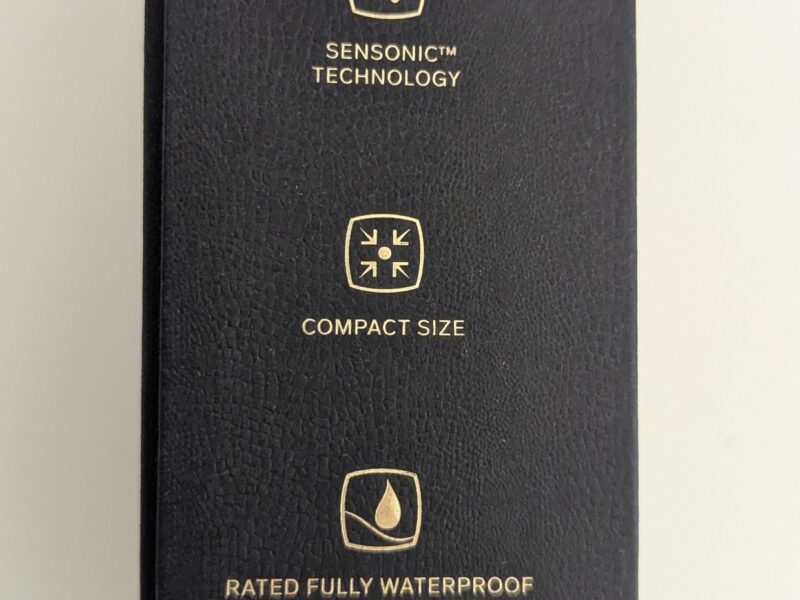 SENSONIC™
TECHNOLOGY
COMPACT SIZE
RATED FULLY WATERPROOF